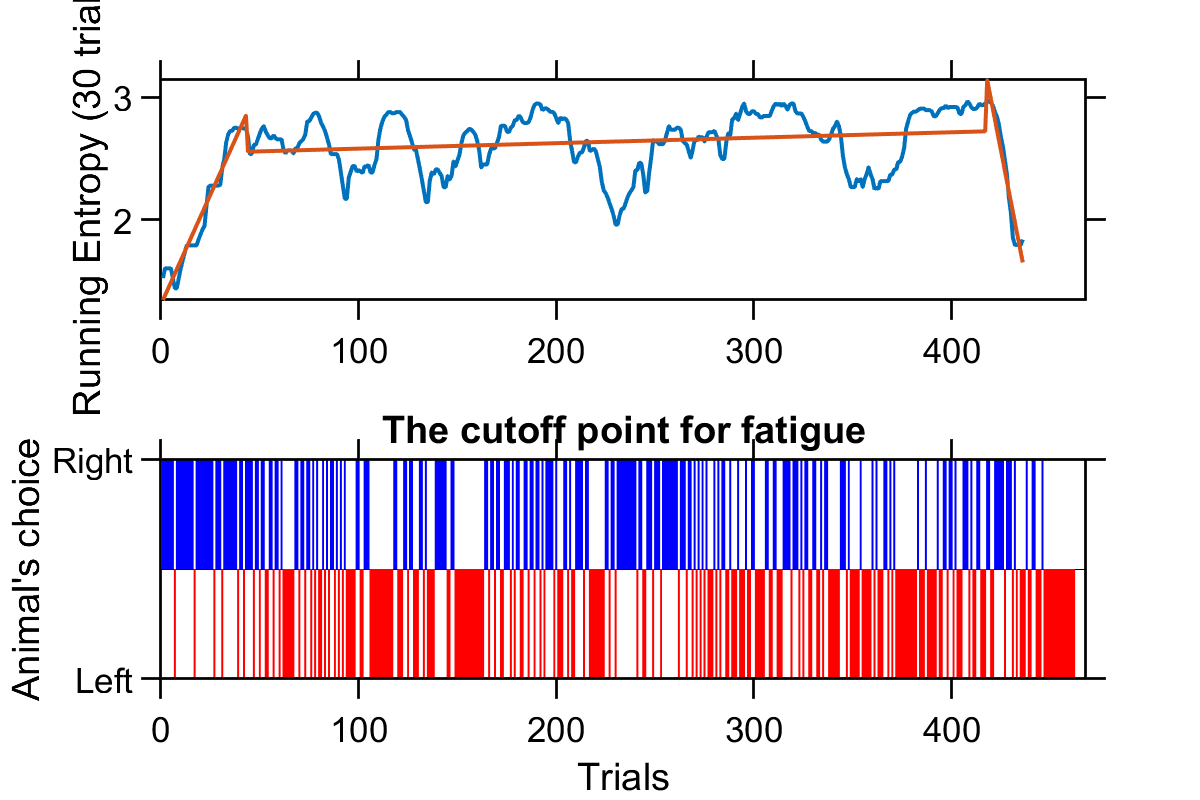 Running Entropy (30 trial
3
2
0 100 200 300 400
The cutoff point for fatigue
Animal's choice
Right
Left
0 100 200 300 400
Trials